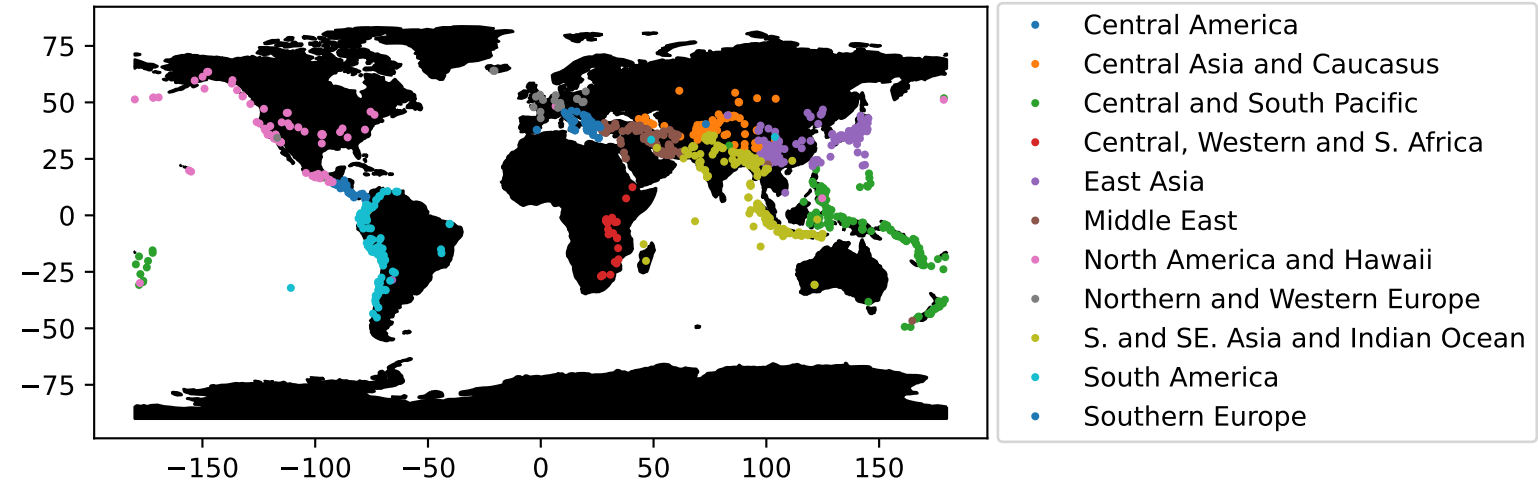 75
50
25
0
−25
−50
−75
−150
−100
−50
0
50
100
150
Central America
Central Asia and Caucasus
Central and South Pacific
Central, Western and S. Africa
East Asia
Middle East
North America and Hawaii
Northern and Western Europe
S. and SE. Asia and Indian Ocean
South America
Southern Europe